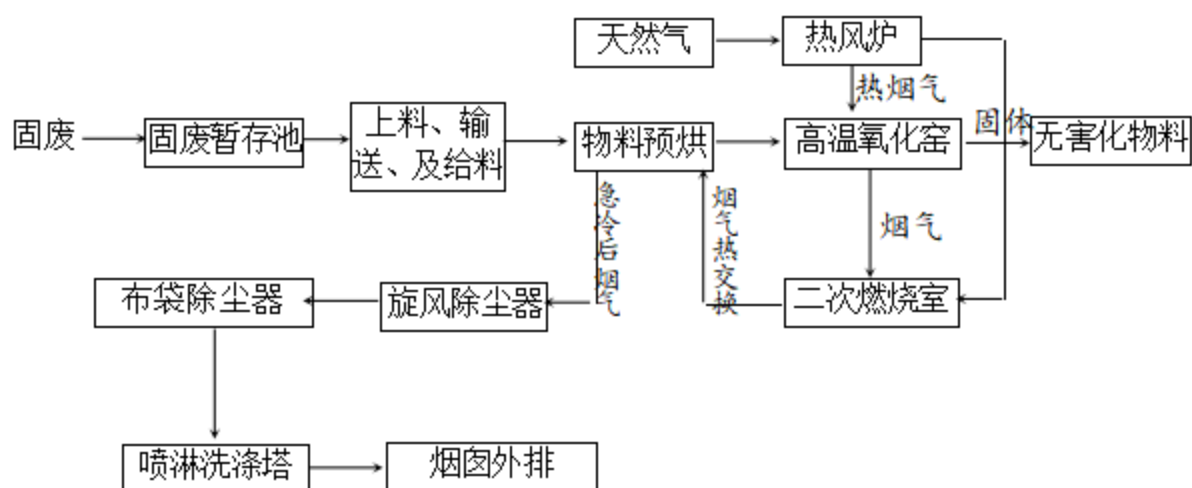 天然气
热风炉
热烟气
固废
固废暂存池
上料、输
送、及给料
物料预烘
高温氧化窑
固体
无害化物料
急冷后烟气
烟气热交换
烟气
布袋除尘器
旋风除尘器
二次燃烧室
喷淋洗涤塔
烟囱外排